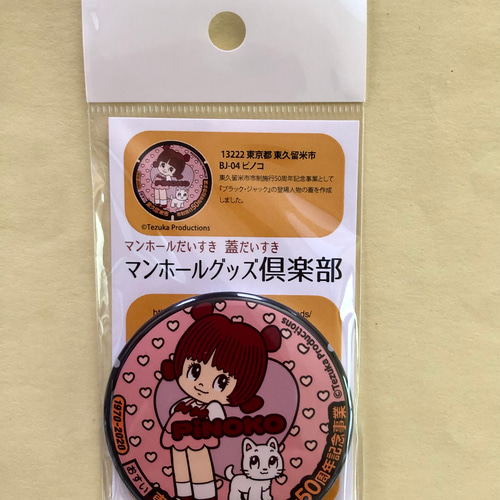 13222 東京都 東久留米市
BJ-04 ピノコ
東久留米市市制施行50周年記念事業として
『ブラック・ジャック』の登場人物の蓋を作成
しました。
©Tezuka Productions
マンホールだいすき 蓋だいすき
マンホールグッズ倶楽部
©Tezuka Productions
PiNOKO
1970-2020
おすい
50周年記念事業